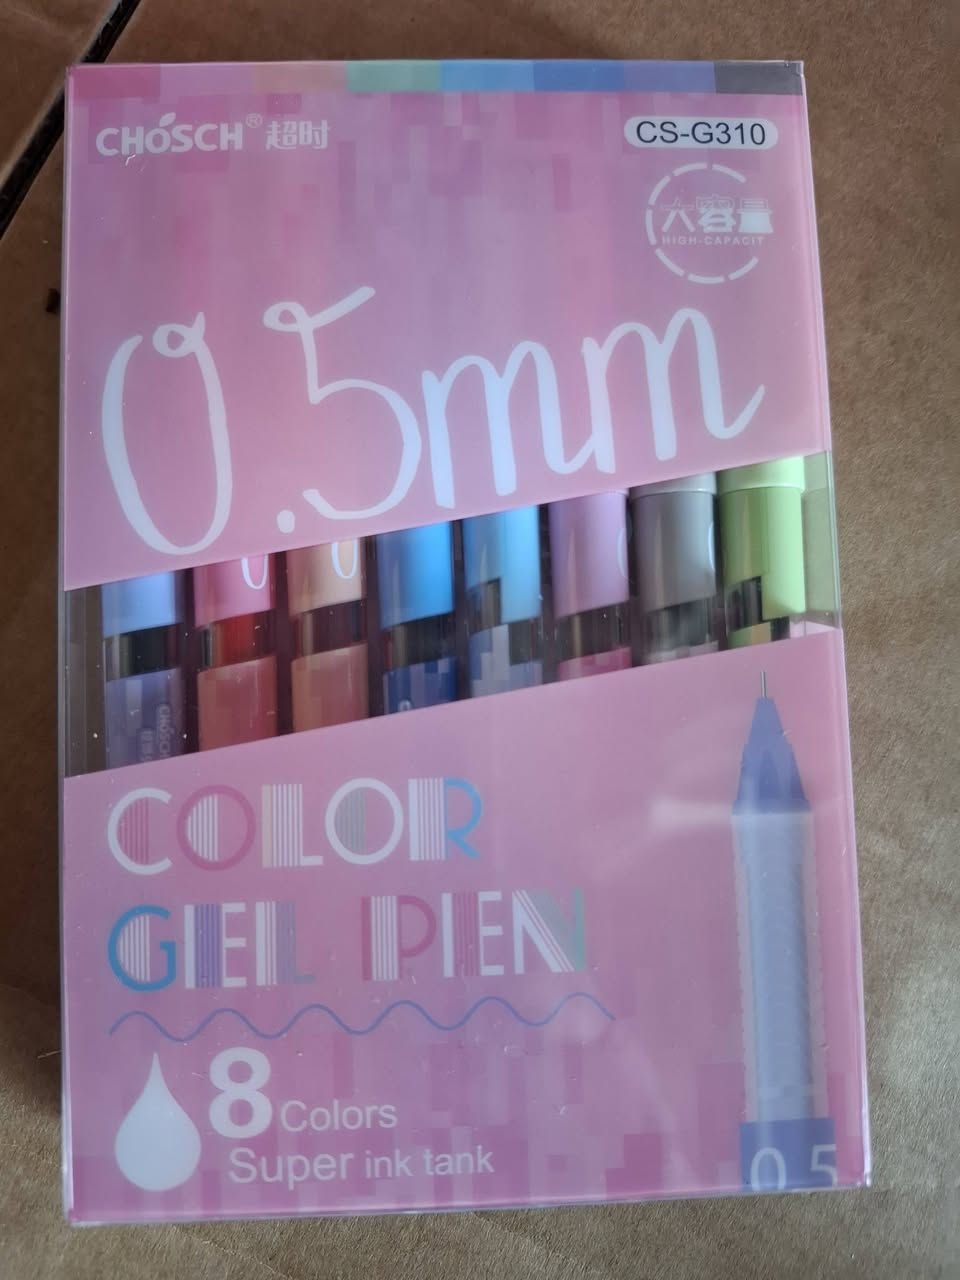 CHOSCH® 超时
CS-G310
大容量
HIGH-CAPACIT
0.5mm
CHOSCH
COLOR
GEL PEN
8 Colors
Super ink tank
0.5